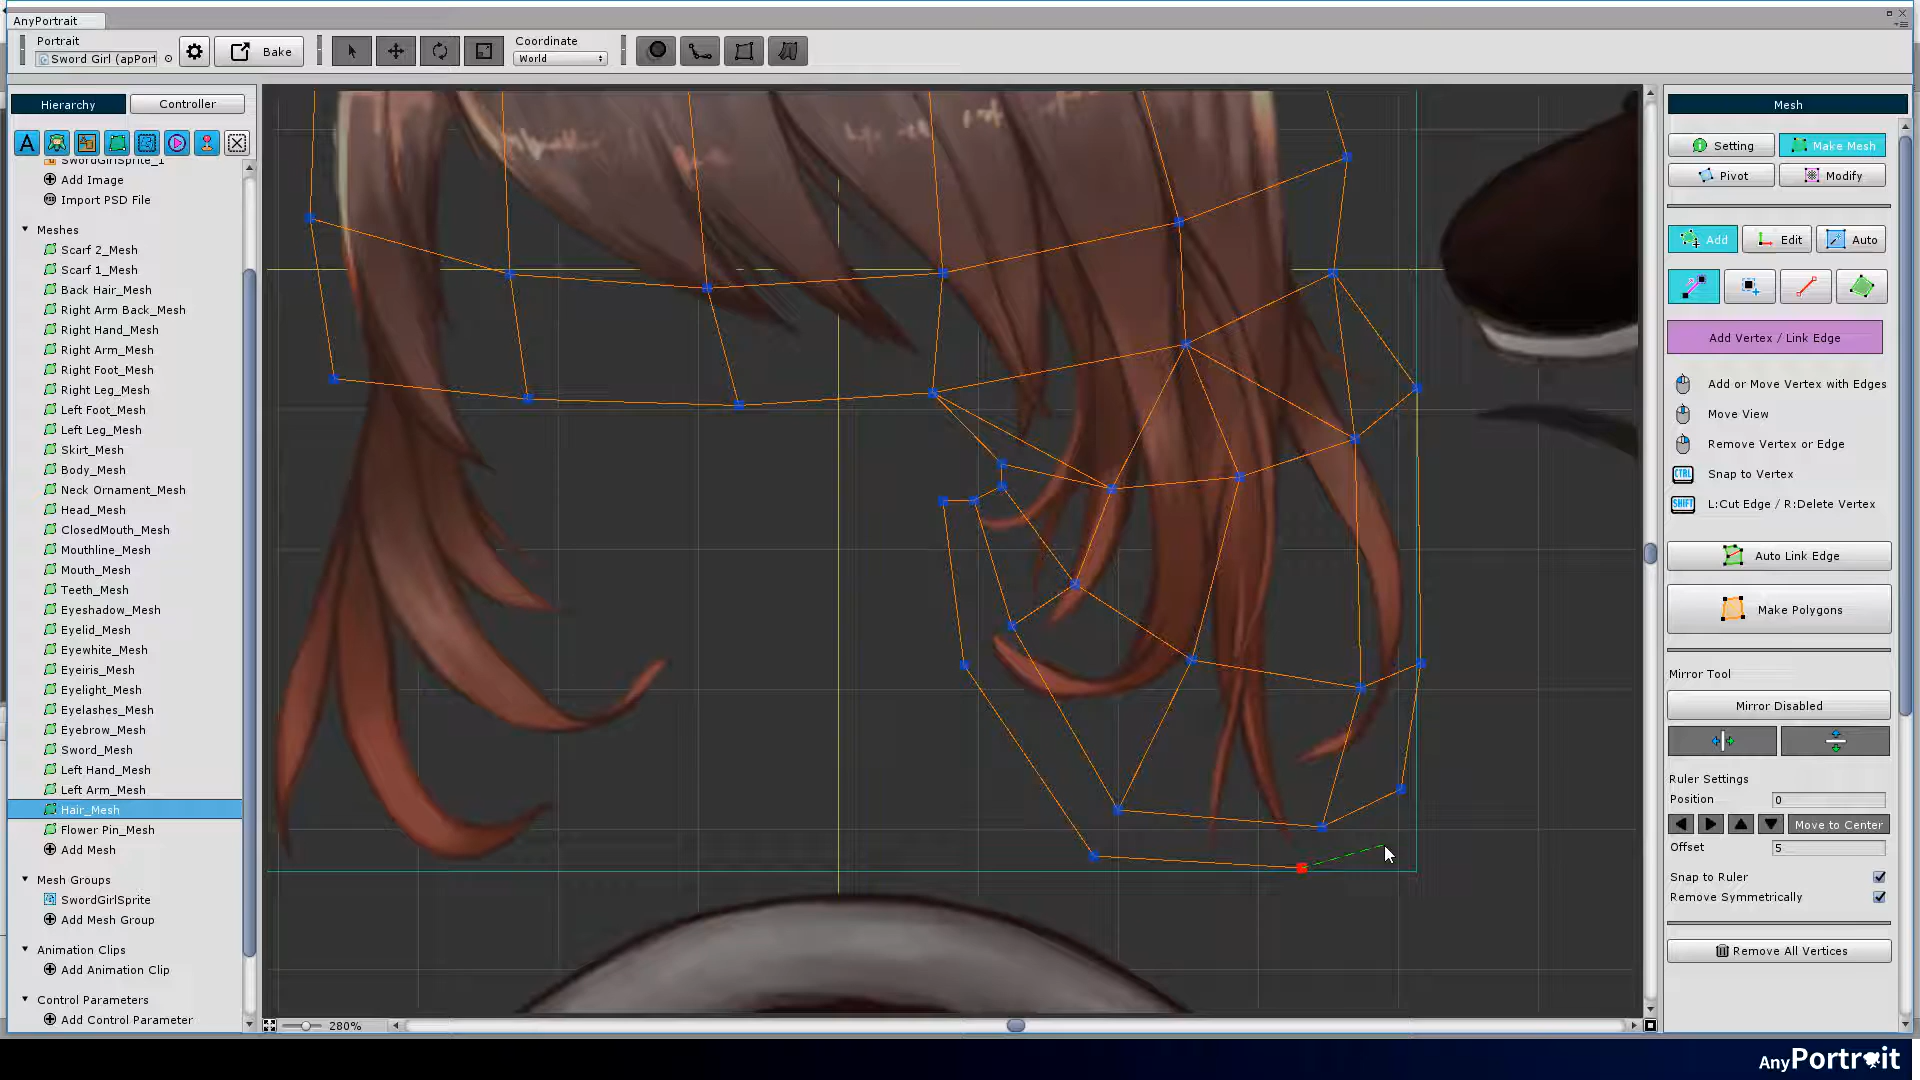 AnyPortrait
Portrait
Sword Girl (apPort
Bake
Coordinate
World
Hierarchy
Controller
SwordGirlSprite_1
Add Image
Import PSD File
Meshes
Scarf 2_Mesh
Scarf 1_Mesh
Back Hair_Mesh
Right Arm Back_Mesh
Right Hand_Mesh
Right Arm_Mesh
Right Foot_Mesh
Right Leg_Mesh
Left Foot_Mesh
Left Leg_Mesh
Skirt_Mesh
Body_Mesh
Neck Ornament_Mesh
Head_Mesh
ClosedMouth_Mesh
Mouthline_Mesh
Mouth_Mesh
Teeth_Mesh
Eyeshadow_Mesh
Eyelid_Mesh
Eyewhite_Mesh
Eyeiris_Mesh
Eyelight_Mesh
Eyelashes_Mesh
Eyebrow_Mesh
Sword_Mesh
Left Hand_Mesh
Left Arm_Mesh
Hair_Mesh
Flower Pin_Mesh
Add Mesh
Mesh Groups
SwordGirlSprite
Add Mesh Group
Animation Clips
Add Animation Clip
Control Parameters
Add Control Parameter
280%
Mesh
Setting
Make Mesh
Pivot
Modify
Add
Edit
Auto
Add Vertex / Link Edge
Add or Move Vertex with Edges
Move View
Remove Vertex or Edge
CTRL
Snap to Vertex
SHIFT
L:Cut Edge / R:Delete Vertex
Auto Link Edge
Make Polygons
Mirror Tool
Mirror Disabled
Ruler Settings
Position
0
Move to Center
Offset
5
Snap to Ruler
Remove Symmetrically
Remove All Vertices
AnyPortrait